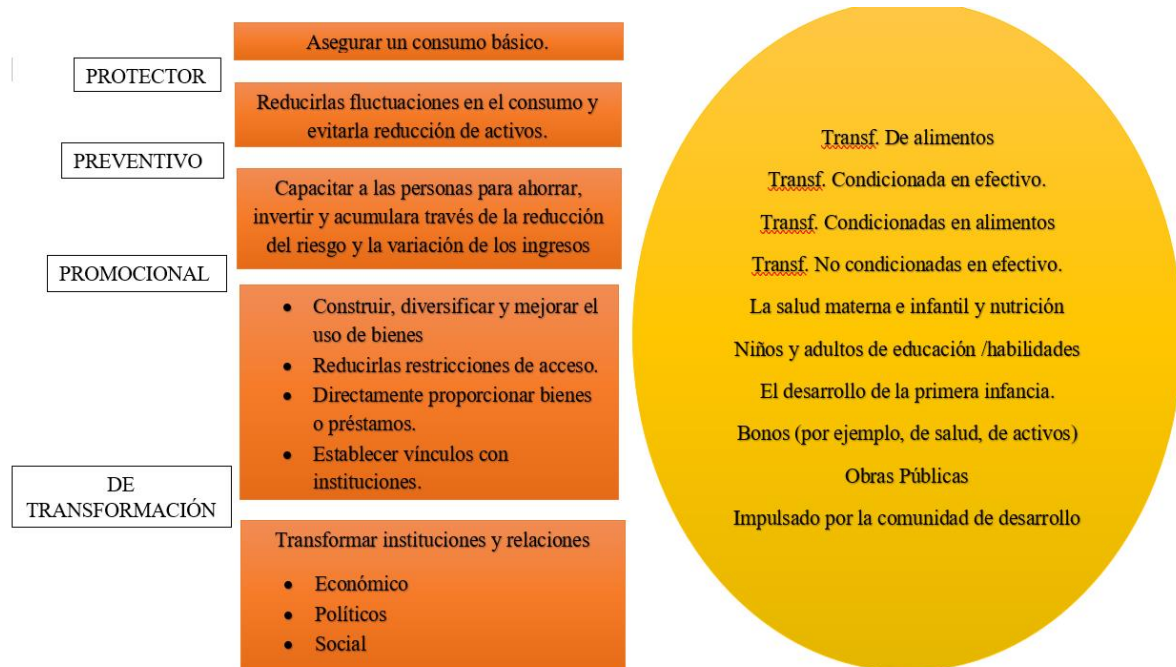 PROTECTOR
PREVENTIVO
PROMOCIONAL
DE
TRANSFORMACIÓN
Asegurar un consumo básico.
Reducirlas fluctuaciones en el consumo y
evitarla reducción de activos.
Capacitar a las personas para ahorrar,
invertir y acumulara través de la reducción
del riesgo y la variación de los ingresos
• Construir, diversificar y mejorar el
uso de bienes
• Reducirlas restricciones de acceso.
• Directamente proporcionar bienes
o préstamos.
• Establecer vínculos con
instituciones.
Transformar instituciones y relaciones
• Económico
• Políticos
• Social
Transf. De alimentos
Transf. Condicionada en efectivo.
Transf. Condicionadas en alimentos
Transf. No condicionadas en efectivo.
La salud materna e infantil y nutrición
Niños y adultos de educación /habilidades
El desarrollo de la primera infancia.
Bonos (por ejemplo, de salud, de activos)
Obras Públicas
Impulsado por la comunidad de desarrollo